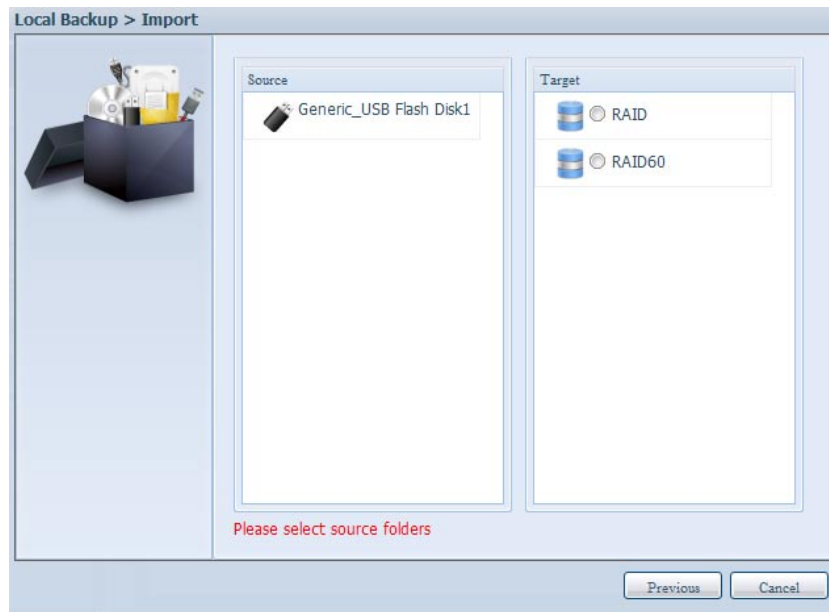 Local Backup > Import
Source
Generic_USB Flash Disk1
Target
RAID
RAID60
Please select source folders
Previous
Cancel